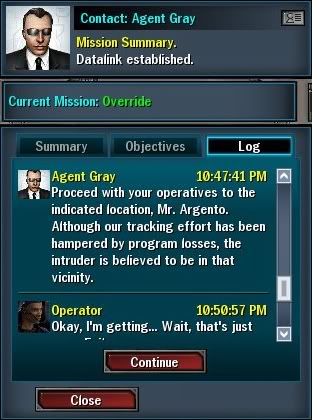 Contact: Agent Gray
Mission Summary.
Datalink established.
Current Mission: Override
Summary
Objectives
Log
Agent Gray 10:47:41 PM
Proceed with your operatives to the
indicated location, Mr. Argento.
Although our tracking effort has been
hampered by program losses, the
intruder is believed to be in that
vicinity.
Operator 10:50:57 PM
Okay, I'm getting... Wait, that's just
Continue
Close